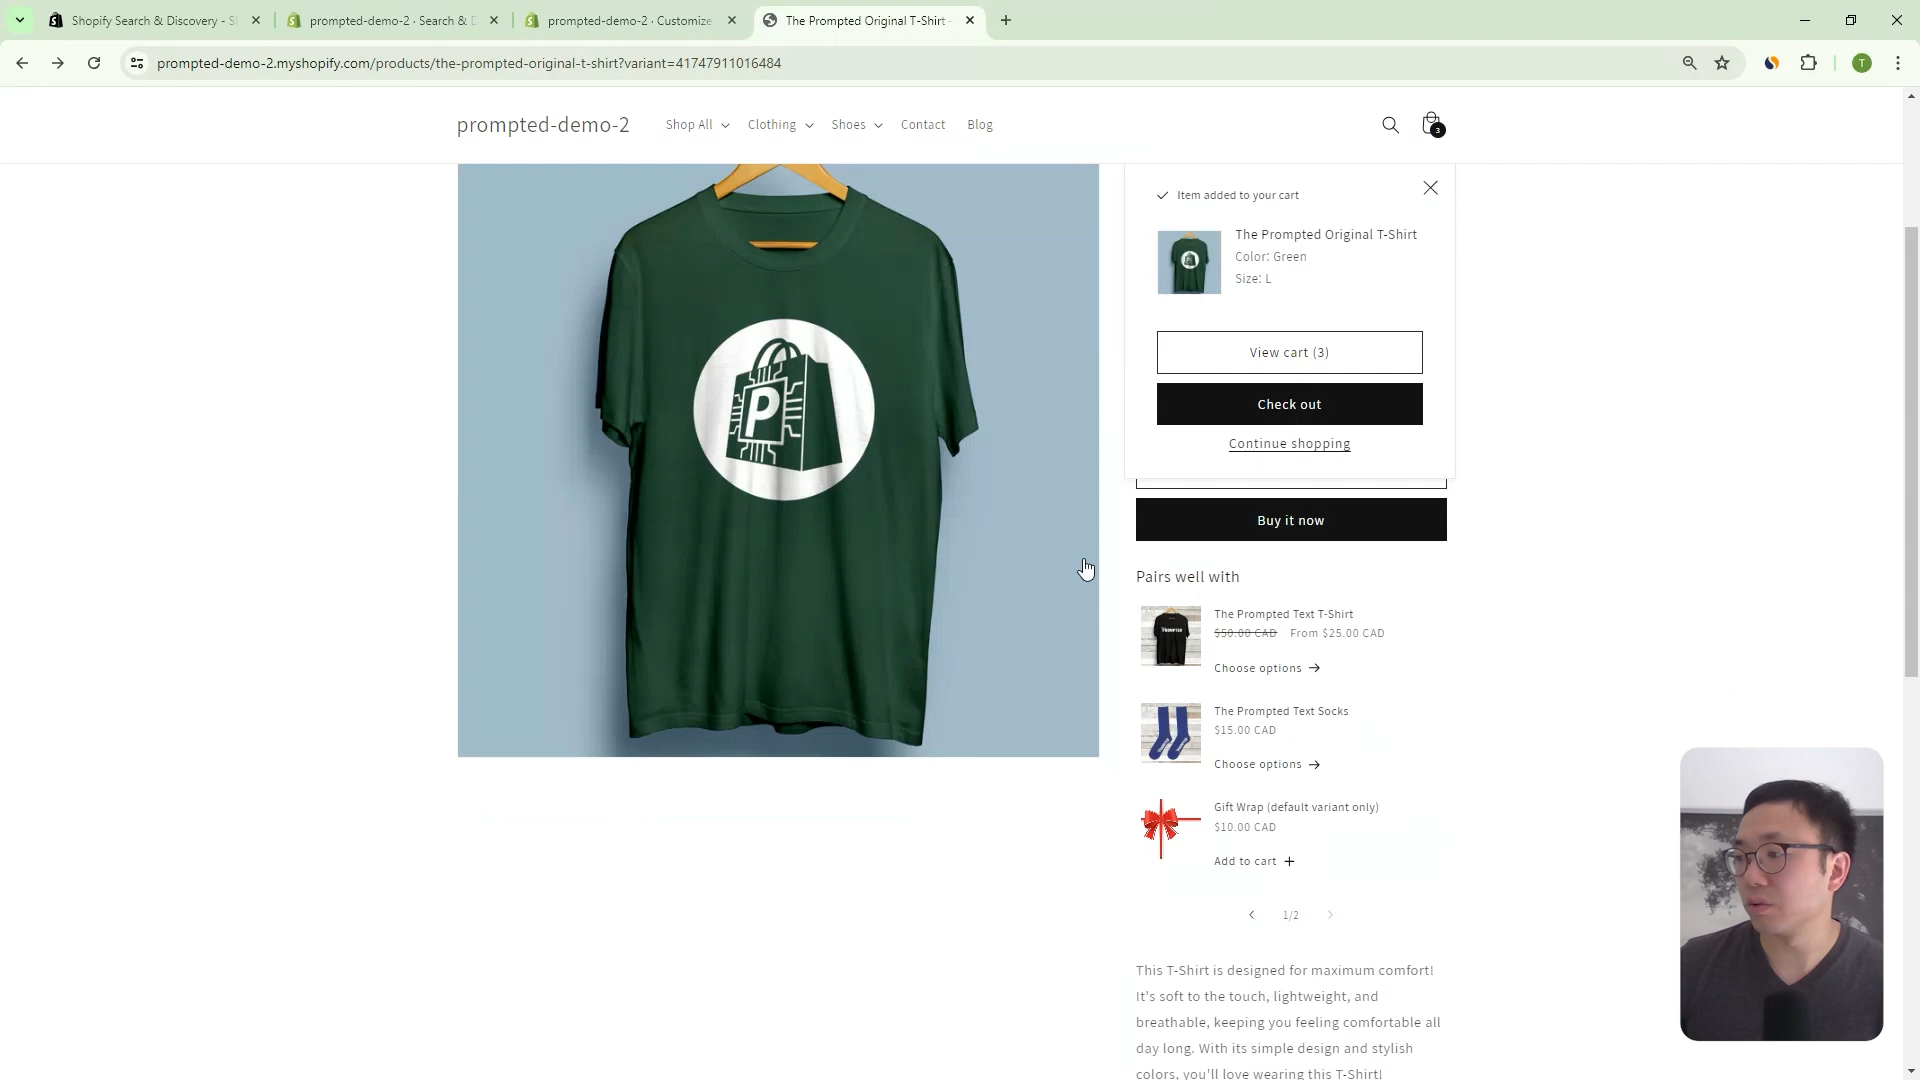 Shopify Search & Discovery - S
prompted-demo-2 · Search & D
prompted-demo-2 · Customize
The Prompted Original T-Shirt -
prompted-demo-2.myshopify.com/products/the-prompted-original-t-shirt?variant=41747911016484
T
prompted-demo-2
Shop All
Clothing
Shoes
Contact
Blog
3
Item added to your cart
The Prompted Original T-Shirt
Color: Green
Size: L
View cart (3)
Check out
Continue shopping
P
Buy it now
Pairs well with
The Prompted Text T-Shirt
$50.00 CAD From $25.00 CAD
Choose options
The Prompted Text Socks
$15.00 CAD
Choose options
Gift Wrap (default variant only)
$10.00 CAD
Add to cart
1/2
This T-Shirt is designed for maximum comfort!
It's soft to the touch, lightweight, and
breathable, keeping you feeling comfortable all
day long. With its simple design and stylish
colors, you'll love wearing this T-Shirt!